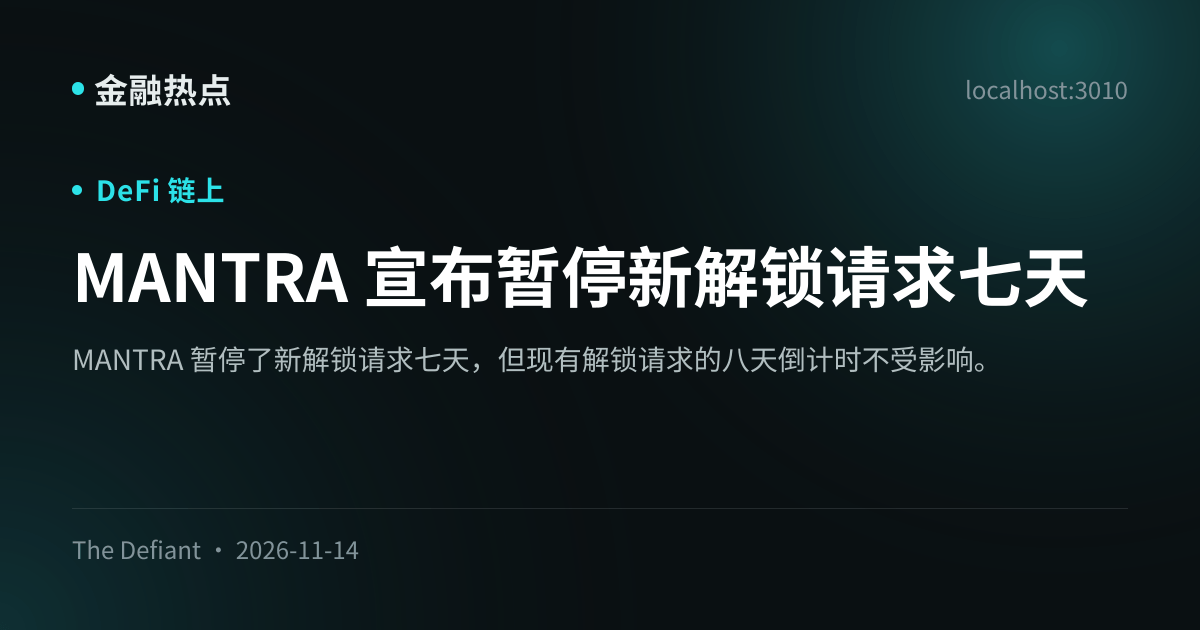 金融热点
localhost:3010
DeFi 链上
MANTRA 宣布暂停新解锁请求七天
MANTRA 暂停了新解锁请求七天，但现有解锁请求的八天倒计时不受影响。
The Defiant · 2026-11-14